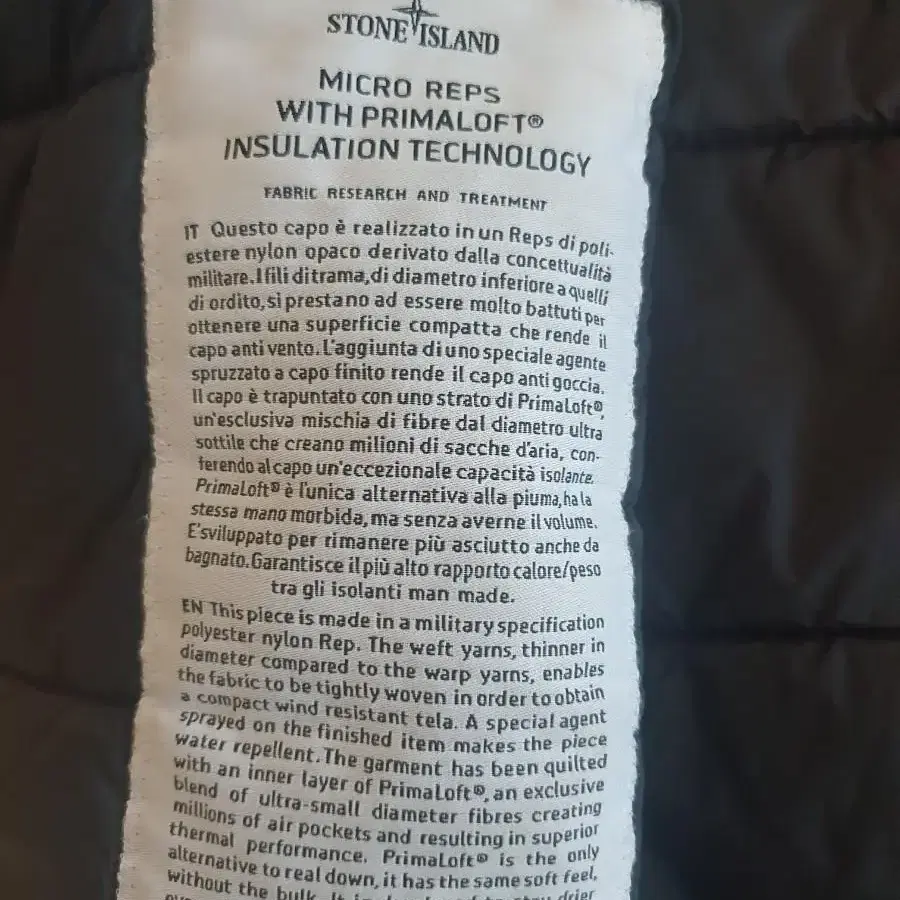 STONE ISLAND
MICRO REPS
WITH PRIMALOFT®
INSULATION TECHNOLOGY
FABRIC RESEARCH AND TREATMENT
IT Questo capo è realizzato in un Reps di poli-
estere nylon opaco derivato dalla concettualità
militare. I fili di trama, di diametro inferiore a quelli
di ordito, si prestano ad essere molto battuti per
ottenere una superficie compatta che rende il
capo anti vento. L'aggiunta di uno speciale agente
spruzzato a capo finito rende il capo anti goccia.
Il capo è trapuntato con uno strato di PrimaLoft®,
un'esclusiva mischia di fibre dal diametro ultra
sottile che creano milioni di sacche d'aria, con-
ferendo al capo un'eccezionale capacità isolante.
PrimaLoft® è l'unica alternativa alla piuma, ha la
stessa mano morbida, ma senza averne il volume.
E'sviluppato per rimanere più asciutto anche da
bagnato. Garantisce il più alto rapporto calore/peso
tra gli isolanti man made.
EN This piece is made in a military specification
polyester nylon Rep. The weft yarns, thinner in
diameter compared to the warp yarns, enables
the fabric to be tightly woven in order to obtain
a compact wind resistant tela. A special agent
sprayed on the finished item makes the piece
water repellent. The garment has been quilted
with an inner layer of PrimaLoft®, an exclusive
blend of ultra-small diameter fibres creating
millions of air pockets and resulting in superior
thermal performance. PrimaLoft® is the only
alternative to real down, it has the same soft feel,
without the bulk. It is drier